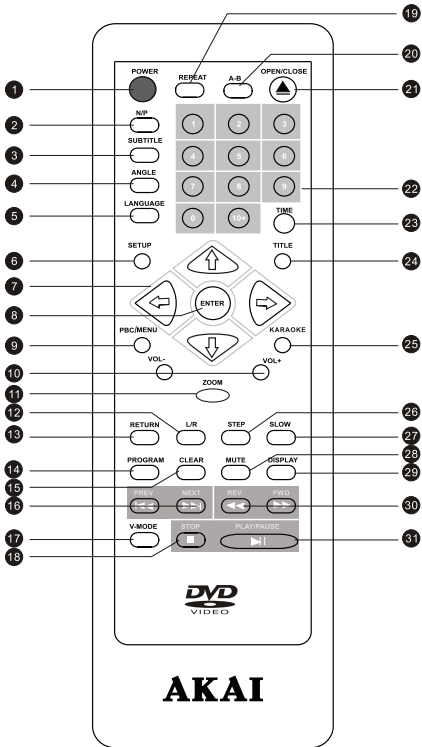 19
20
POWER REPEAT A-B OPEN/CLOSE
1 21
N/P
2 1 2 3
SUBTITLE
3 4 5 6
ANGLE
4 7 8 9 22
LANGUAGE
5 0 10+ TIME 23
SETUP TITLE
6 24
7
8 ENTER
PBC/MENU KARAOKE
9 25
VOL- VOL+
10
ZOOM
11
12 26
RETURN L/R STEP SLOW
13 27
28
PROGRAM CLEAR MUTE DISPLAY
14 29
15
PREV NEXT REV FWD
16 30
V-MODE STOP PLAY/PAUSE
17 31
18
DVD
VIDEO
AKAI